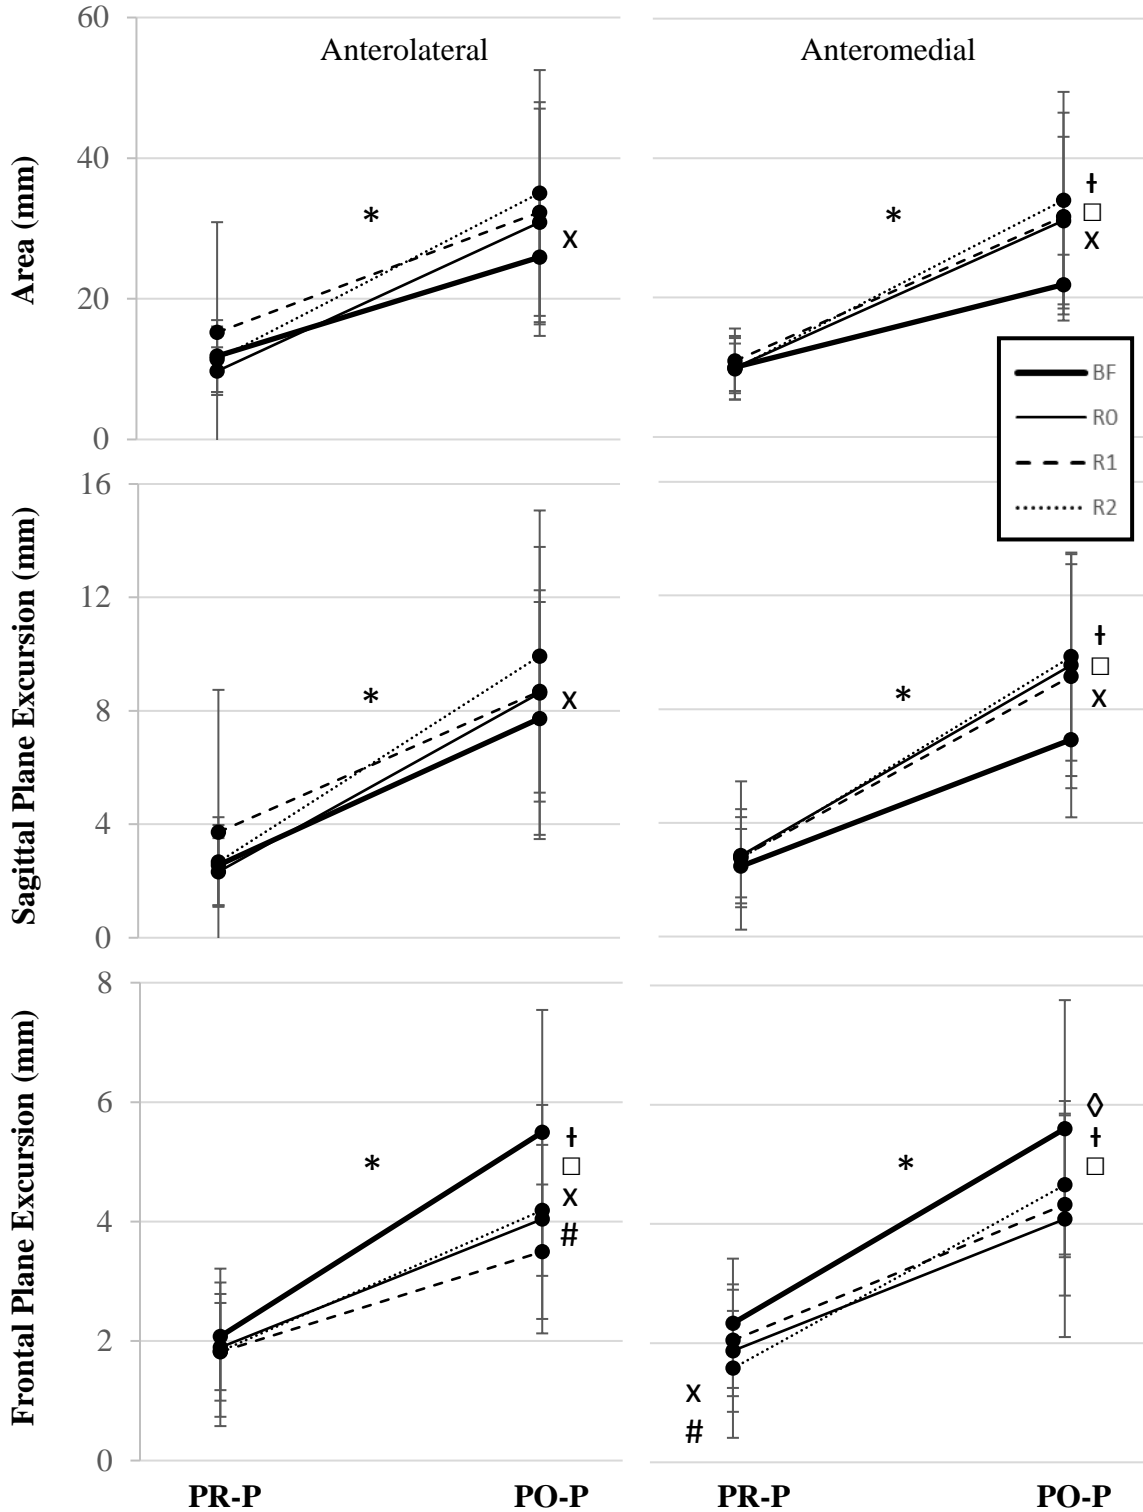 60
Anterolateral
Anteromedial
40
20
0
Area (mm)
*
x
*
ƚ
□
x
BF
R0
R1
R2
16
12
8
4
0
Sagittal Plane Excursion (mm)
*
x
*
ƚ
□
x
8
6
4
2
0
Frontal Plane Excursion (mm)
*
ƚ
□
x
#
*
◊
ƚ
□
x
#
PR-P
PO-P
PR-P
PO-P